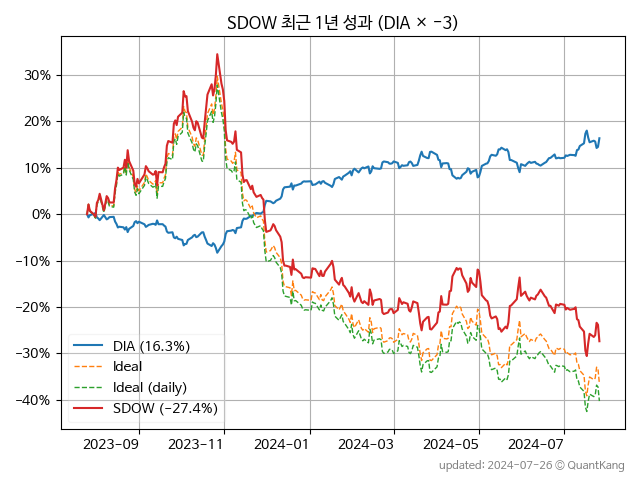 SDOW 최근 1년 성과 (DIA × −3)
30%
20%
10%
0%
−10%
−20%
−30%
−40%
DIA (16.3%)
Ideal
Ideal (daily)
SDOW (−27.4%)
2023−09 2023−11 2024−01 2024−03 2024−05 2024−07
updated: 2024-07-26 © QuantKang